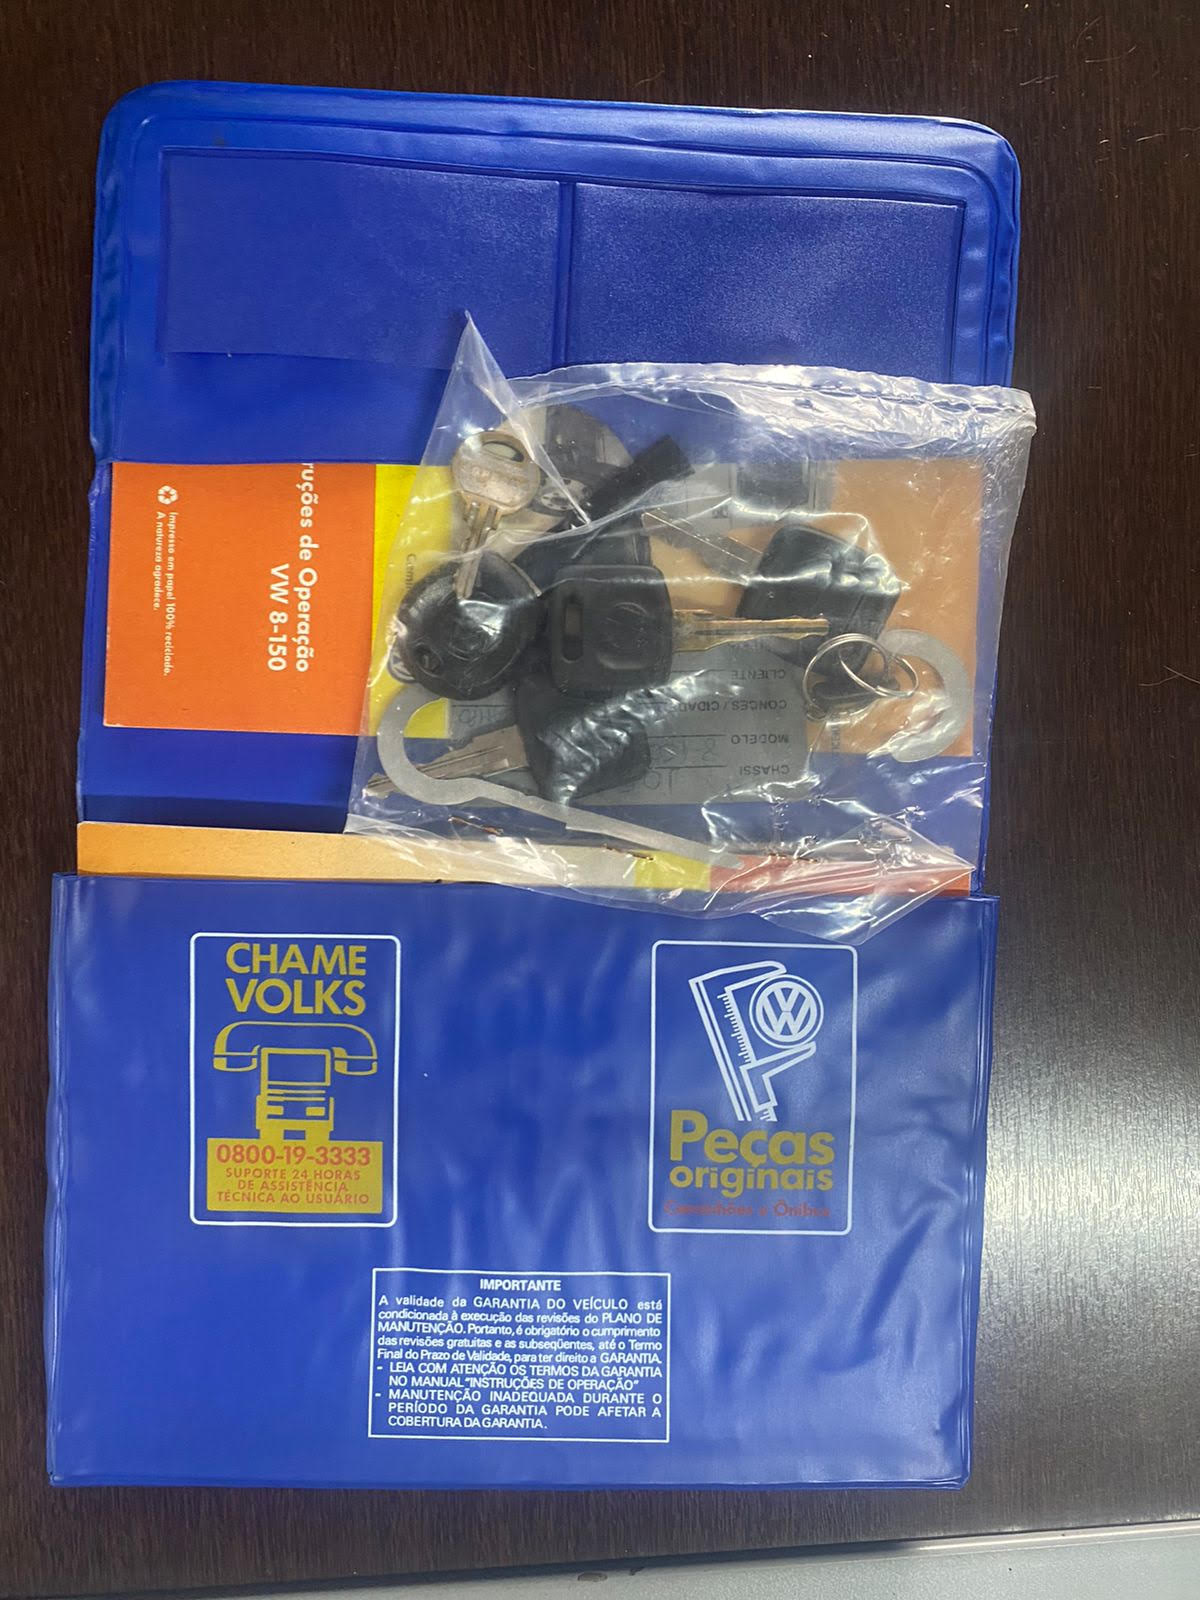 ruções de Operação
VW 8-150
Impresso em papel 100% reciclado.
A natureza agradece.
CLIENTE
CONCES / CIDADE
MODELO
CHASSI
CHAME
VOLKS
0800-19-3333
SUPORTE 24 HORAS
DE ASSISTÊNCIA
TÉCNICA AO USUÁRIO
Peças
originais
Caminhões e Ônibus
IMPORTANTE
A validade da GARANTIA DO VEÍCULO está
condicionada à execução das revisões do PLANO DE
MANUTENÇÃO. Portanto, é obrigatório o cumprimento
das revisões gratuitas e as subseqüentes, até o Termo
Final do Prazo de Validade, para ter direito a GARANTIA.
- LEIA COM ATENÇÃO OS TERMOS DA GARANTIA
NO MANUAL "INSTRUÇÕES DE OPERAÇÃO"
- MANUTENÇÃO INADEQUADA DURANTE O
PERÍODO DA GARANTIA PODE AFETAR A
COBERTURA DA GARANTIA.